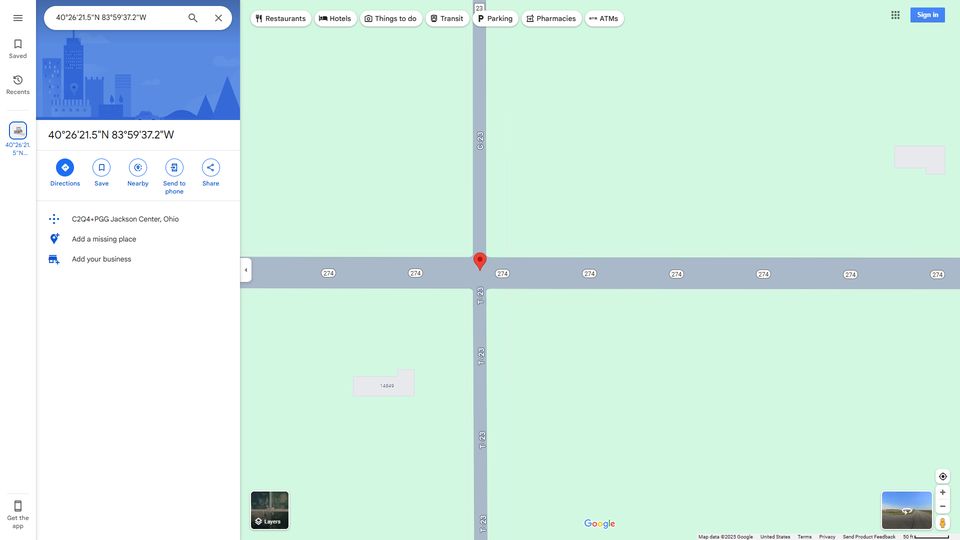 40°26'21.5"N 83°59'37.2"W
Restaurants
Hotels
Things to do
Transit
Parking
Pharmacies
ATMs
Sign in
Saved
Recents
40°26'21.
5"N...
40°26'21.5"N 83°59'37.2"W
Directions
Save
Nearby
Send to
phone
Share
C2Q4+PGG Jackson Center, Ohio
Add a missing place
Add your business
Get the
app
23
C 23
274
274
274
274
274
274
274
274
T. 23
T. 23
T. 23
T. 23
14849
Layers
Google
Map data ©2025 Google
United States
Terms
Privacy
Send Product Feedback
50 ft